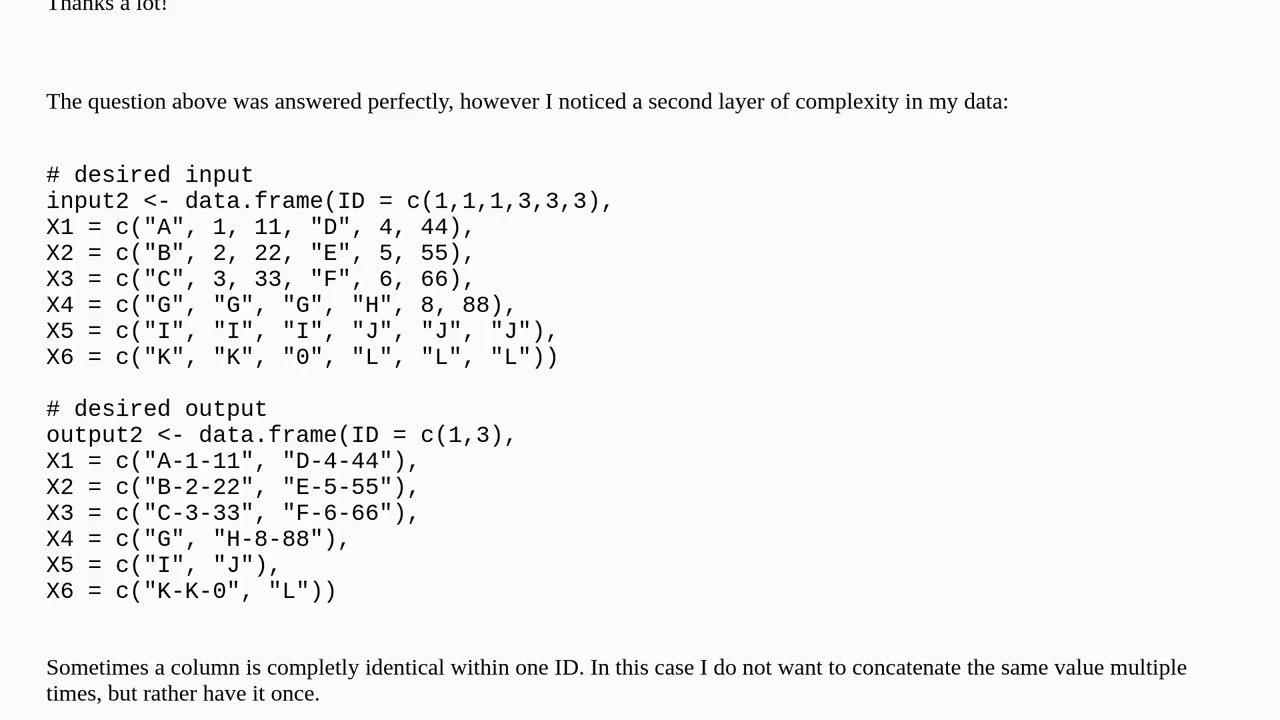 Thanks a lot!
The question above was answered perfectly, however I noticed a second layer of complexity in my data:
# desired input
input2 <- data.frame(ID = c(1,1,1,3,3,3),
X1 = c("A", 1, 11, "D", 4, 44),
X2 = c("B", 2, 22, "E", 5, 55),
X3 = c("C", 3, 33, "F", 6, 66),
X4 = c("G", "G", "G", "H", 8, 88),
X5 = c("I", "I", "I", "J", "J", "J"),
X6 = c("K", "K", "0", "L", "L", "L"))
# desired output
output2 <- data.frame(ID = c(1,3),
X1 = c("A-1-11", "D-4-44"),
X2 = c("B-2-22", "E-5-55"),
X3 = c("C-3-33", "F-6-66"),
X4 = c("G", "H-8-88"),
X5 = c("I", "J"),
X6 = c("K-K-0", "L"))
Sometimes a column is completly identical within one ID. In this case I do not want to concatenate the same value multiple
times, but rather have it once.